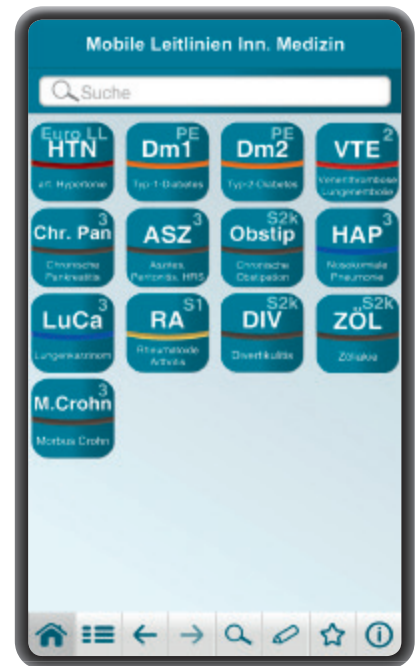 Mobile Leitlinien Inn. Medizin
Suche
Euro LL
HTN
art. Hypertonie
PE
Dm1
Typ-1-Diabetes
PE
Dm2
Typ-2-Diabetes
2
VTE
Venenthrombose
Lungenembolie
3
Chr. Pan
Chronische
Pankreatitis
3
ASZ
Aszites,
Peritonitis, HRS
S2k
Obstip
Chronische
Obstipation
3
HAP
Nosokomiale
Pneumonie
3
LuCa
Lungenkarzinom
S1
RA
Rheumatoide
Arthritis
S2k
DIV
Divertikulitis
S2k
ZÖL
Zöliakie
3
M.Crohn
Morbus Crohn